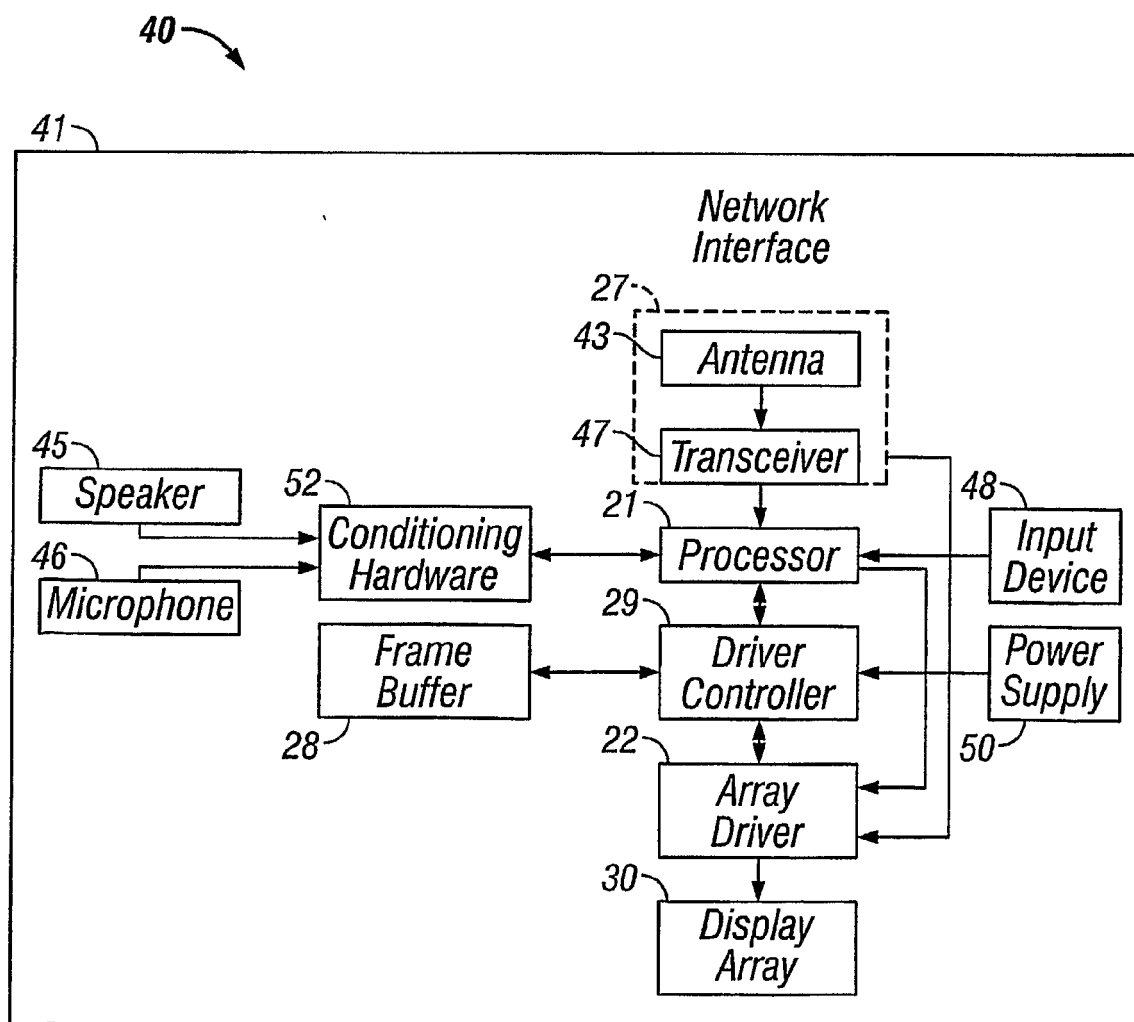 40
41
Network
Interface
27
43
Antenna
47
Transceiver
45
Speaker
52
Conditioning
Hardware
46
Microphone
21
Processor
48
Input
Device
29
Driver
Controller
Frame
Buffer
28
Power
Supply
50
22
Array
Driver
30
Display
Array